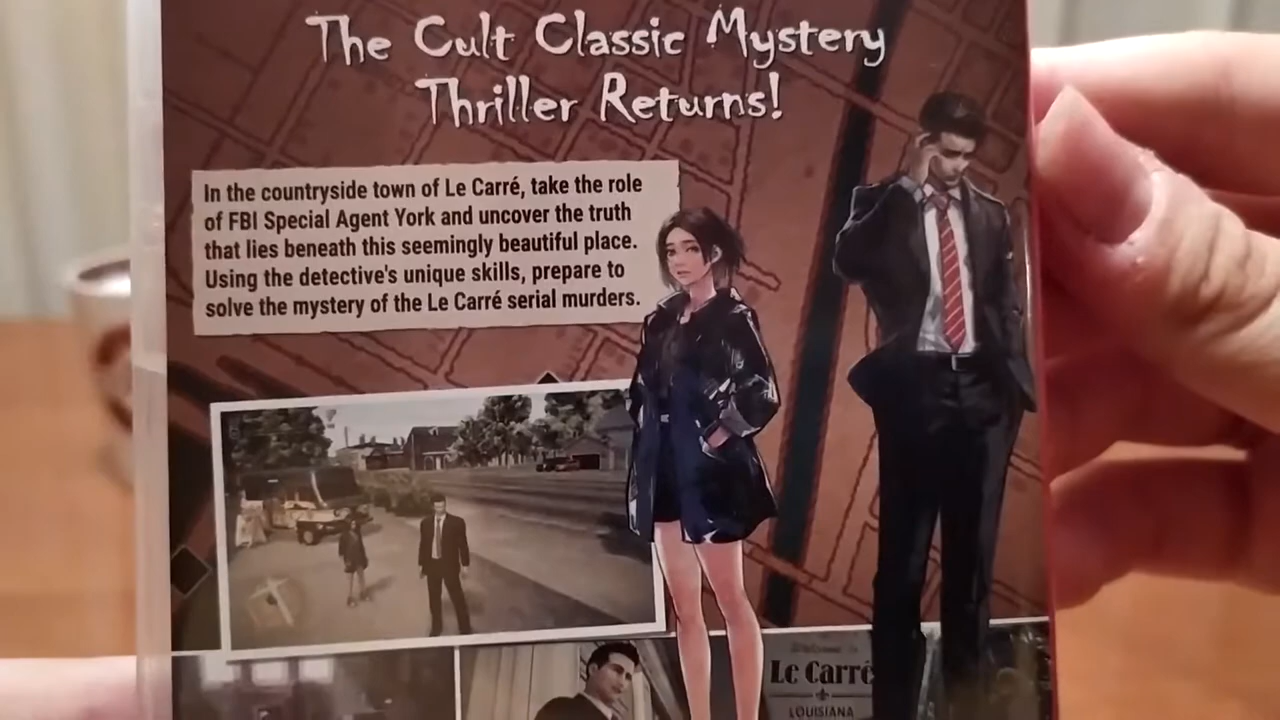 The Cult Classic Mystery
Thriller Returns!
In the countryside town of Le Carré, take the role
of FBI Special Agent York and uncover the truth
that lies beneath this seemingly beautiful place.
Using the detective's unique skills, prepare to
solve the mystery of the Le Carré serial murders.
Le Carré
LOUISIANA